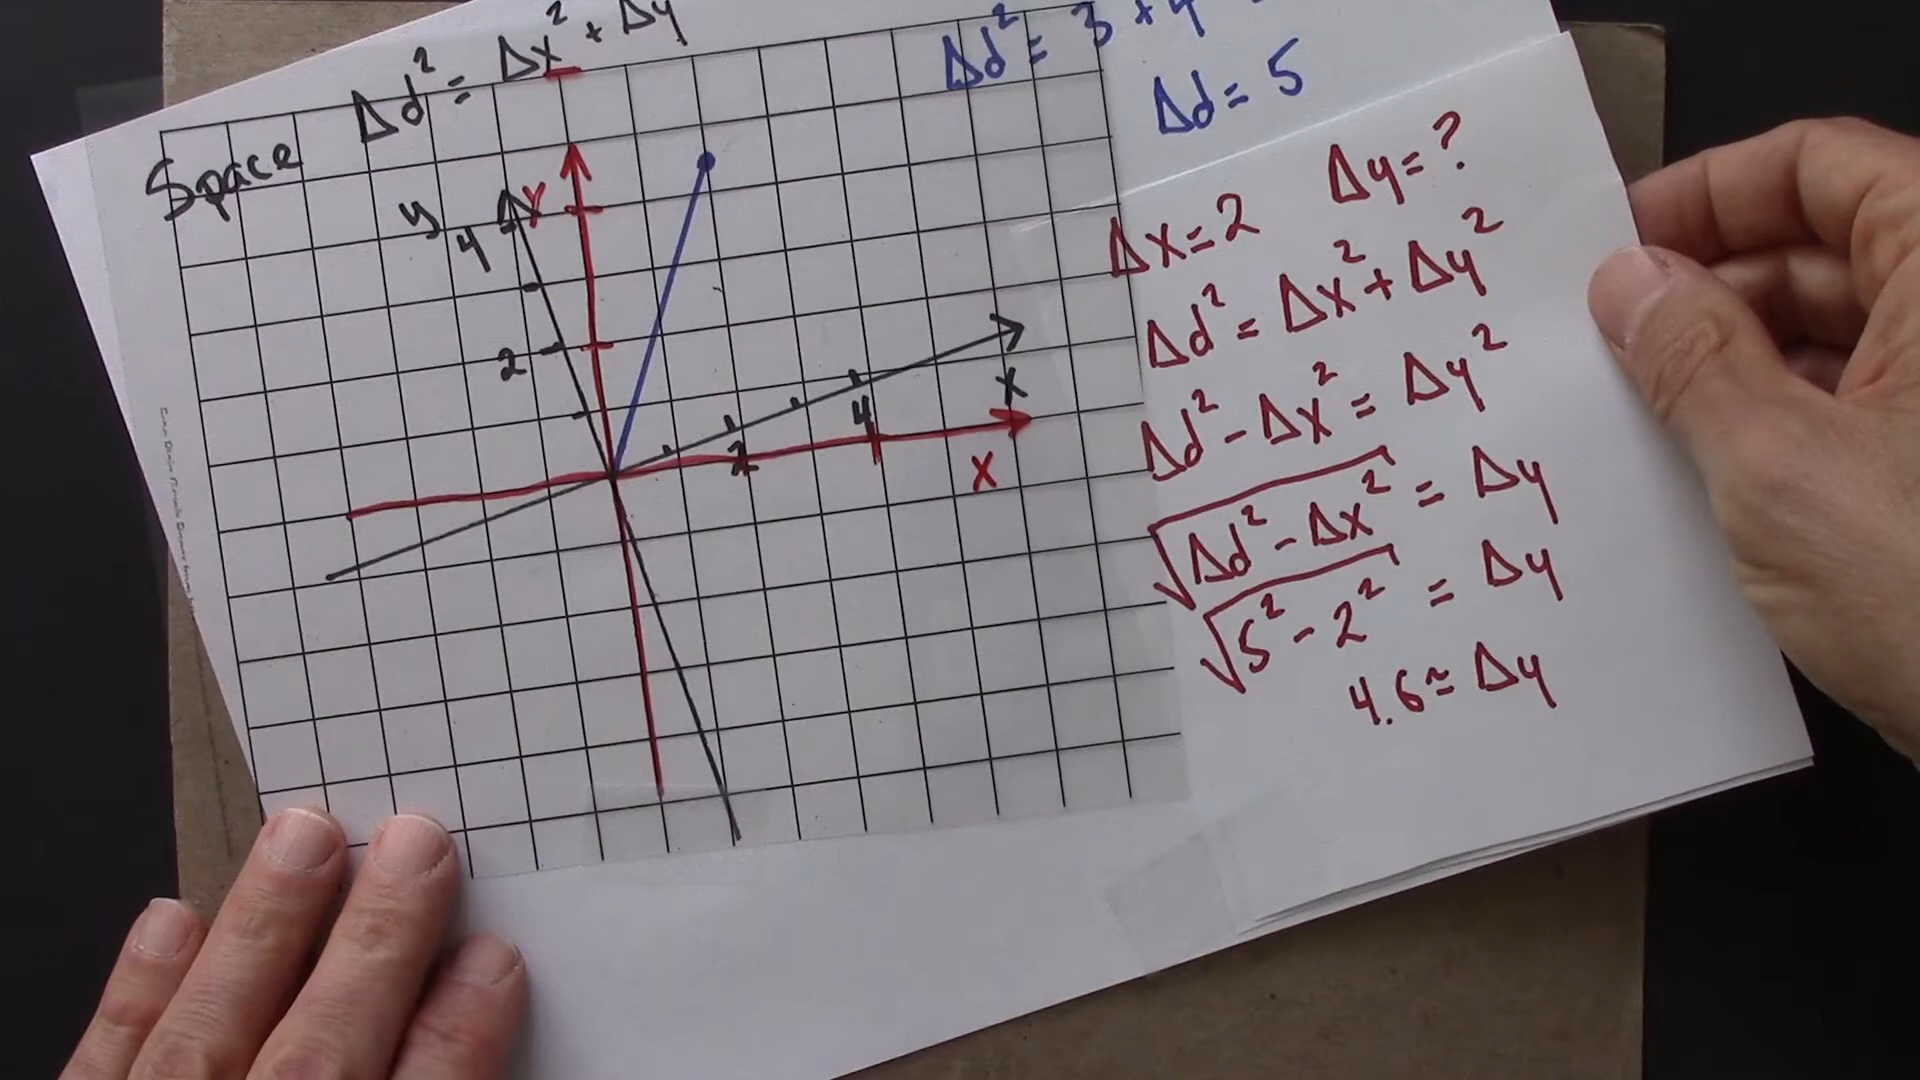 Δd² = Δx² + Δy
Δd² = 3 + 4
Δd = 5
Space
y
Y
4
2
2
4
x
X
Δx = 2 Δy = ?
Δd² = Δx² + Δy²
Δd² - Δx² = Δy²
√Δd² - Δx² = Δy
√5² - 2² = Δy
4.6 ≈ Δy